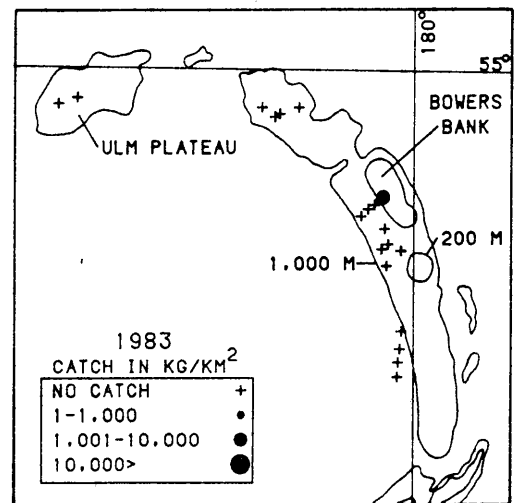 180°
55°
BOWERS
BANK
ULM PLATEAU
200 M
1.000 M
1983
CATCH IN KG/KM²
NO CATCH +
1-1.000
1.001-10.000
10.000>